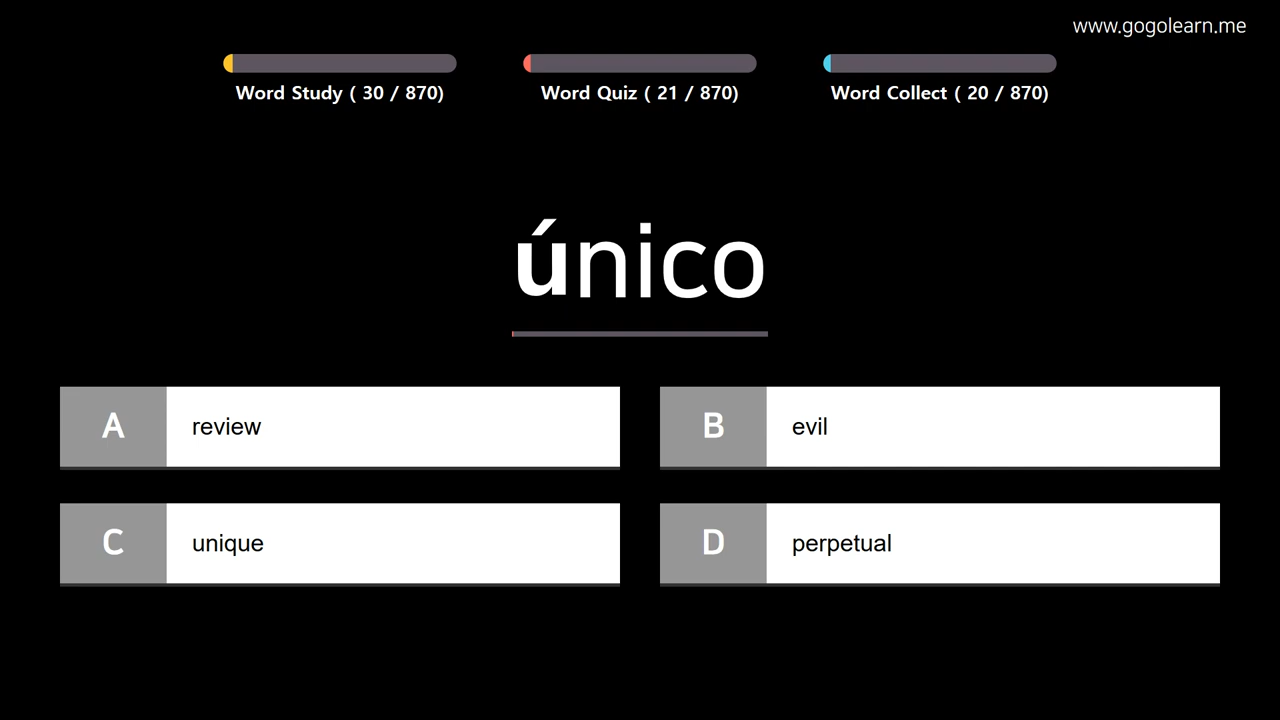 www.gogolearn.me
Word Study ( 30 / 870)
Word Quiz ( 21 / 870)
Word Collect ( 20 / 870)
único
A review
B evil
C unique
D perpetual